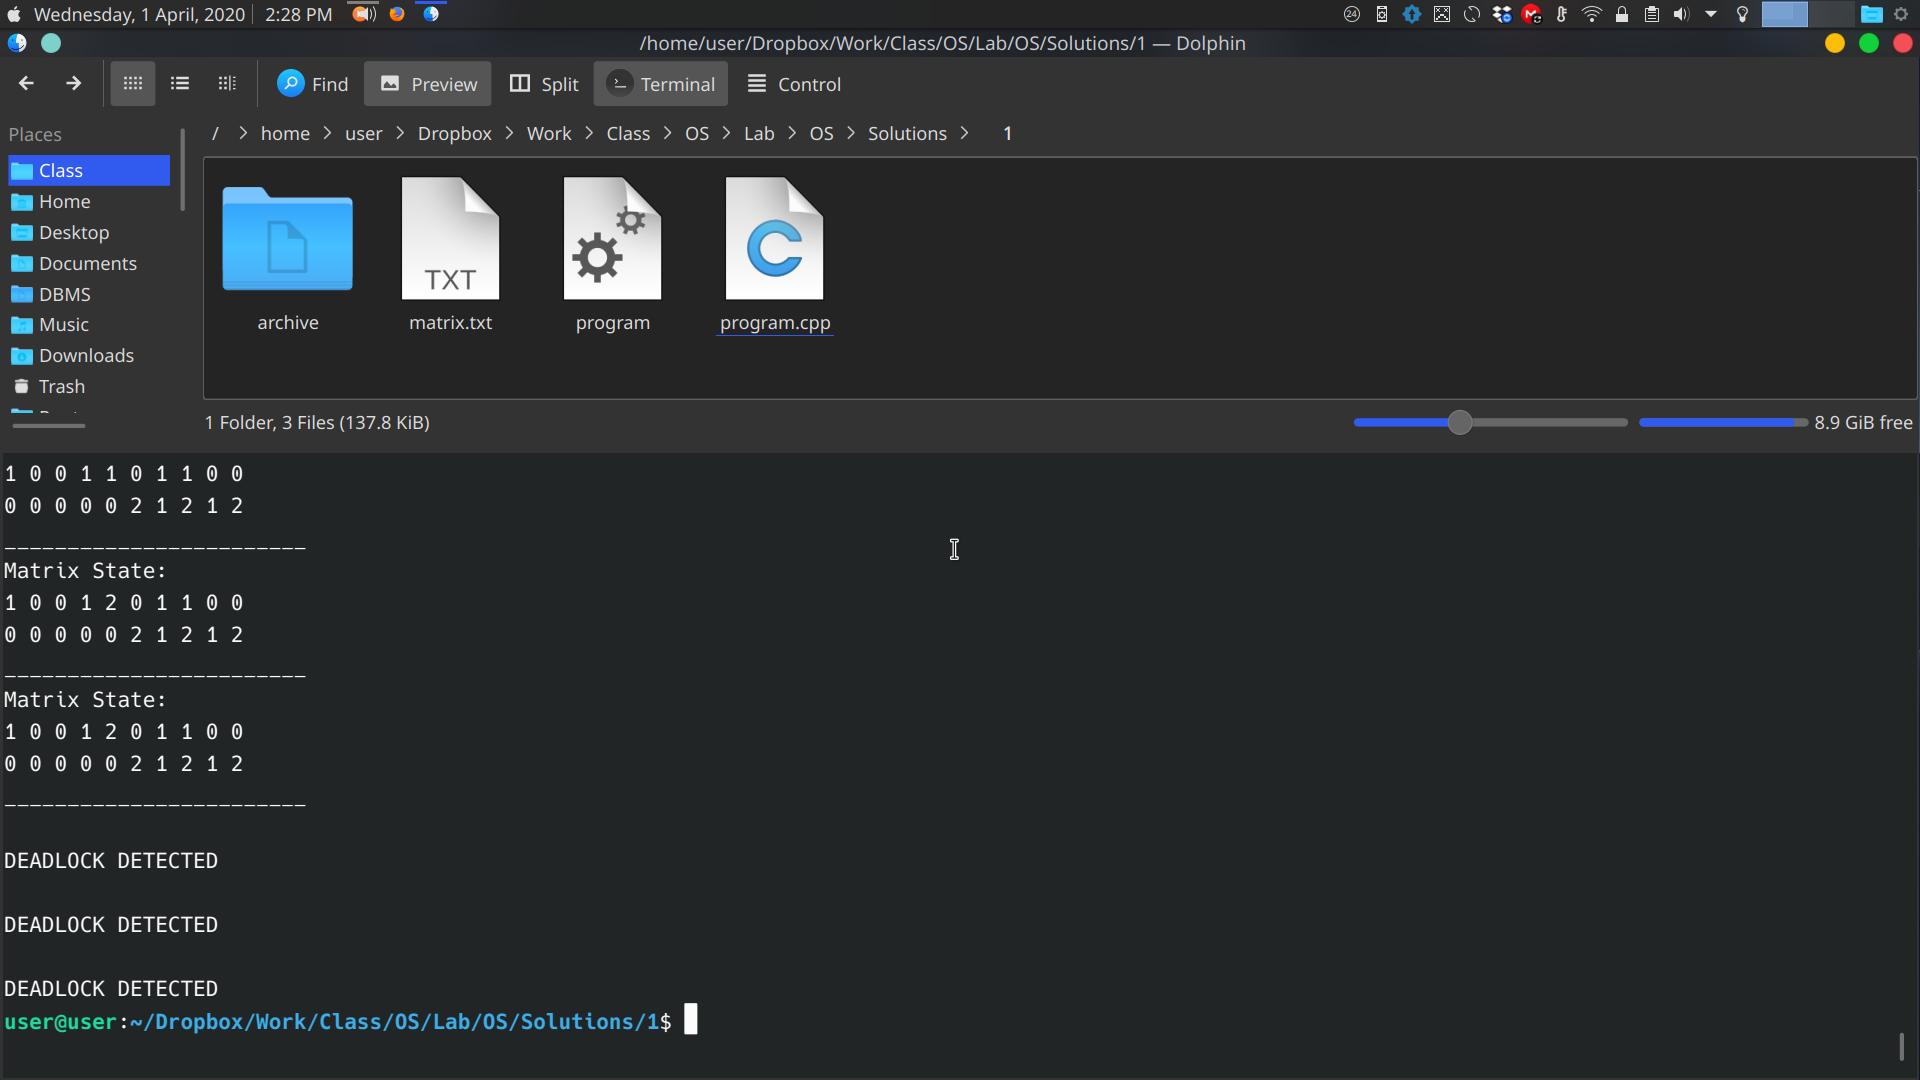 Wednesday, 1 April, 2020 2:28 PM 24
/home/user/Dropbox/Work/Class/OS/Lab/OS/Solutions/1 — Dolphin
Find Preview Split Terminal Control
Places
/ > home > user > Dropbox > Work > Class > OS > Lab > OS > Solutions > 1
Class
Home
Desktop
Documents
DBMS
Music
Downloads
Trash
TXT
archive matrix.txt program program.cpp
1 Folder, 3 Files (137.8 KiB) 8.9 GiB free
1 0 0 1 1 0 1 1 0 0
0 0 0 0 0 2 1 2 1 2
________________________
Matrix State:
1 0 0 1 2 0 1 1 0 0
0 0 0 0 0 2 1 2 1 2
________________________
Matrix State:
1 0 0 1 2 0 1 1 0 0
0 0 0 0 0 2 1 2 1 2
________________________
DEADLOCK DETECTED
DEADLOCK DETECTED
DEADLOCK DETECTED
user@user:~/Dropbox/Work/Class/OS/Lab/OS/Solutions/1$